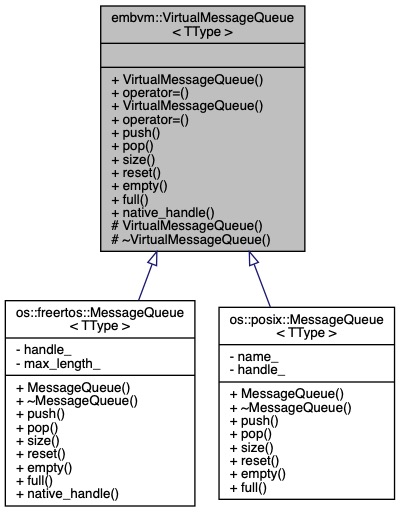 embvm::VirtualMessageQueue
< TType >
+ VirtualMessageQueue()
+ operator=()
+ VirtualMessageQueue()
+ operator=()
+ push()
+ pop()
+ size()
+ reset()
+ empty()
+ full()
+ native_handle()
# VirtualMessageQueue()
# ~VirtualMessageQueue()
os::freertos::MessageQueue
< TType >
- handle_
- max_length_
+ MessageQueue()
+ ~MessageQueue()
+ push()
+ pop()
+ size()
+ reset()
+ empty()
+ full()
+ native_handle()
os::posix::MessageQueue
< TType >
- name_
- handle_
+ MessageQueue()
+ ~MessageQueue()
+ push()
+ pop()
+ size()
+ reset()
+ empty()
+ full()